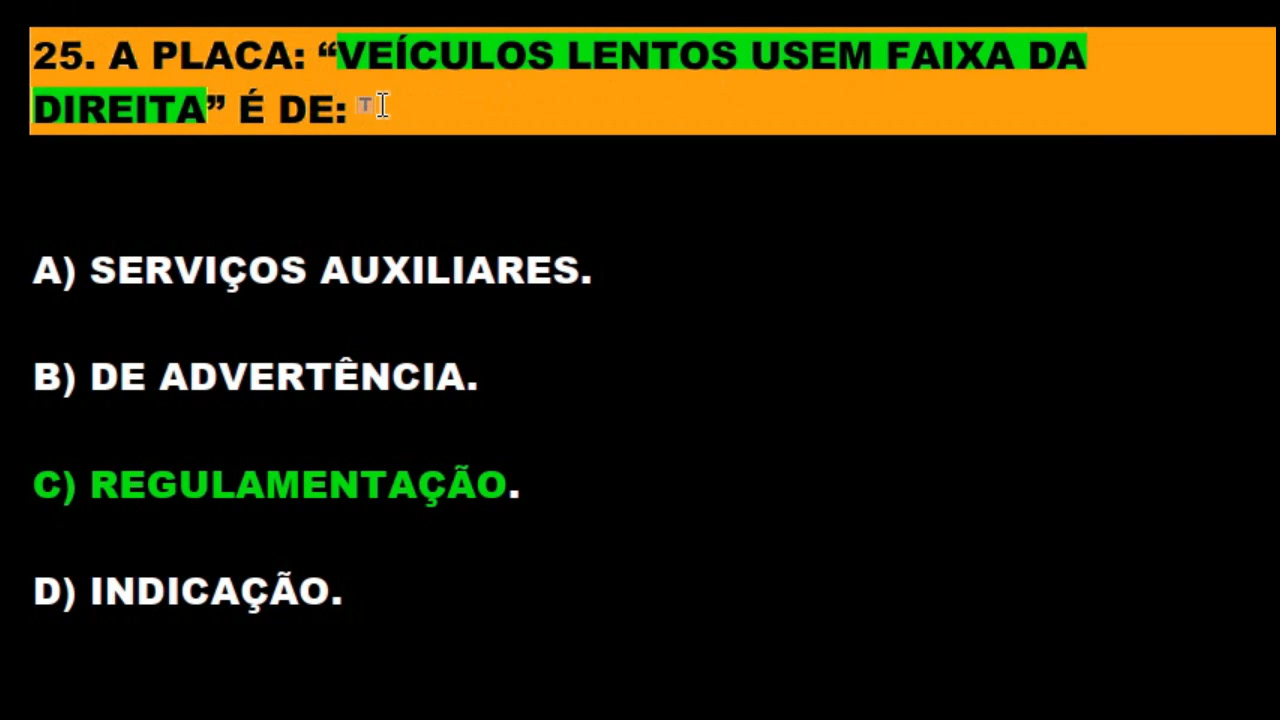 25. A PLACA: “VEÍCULOS LENTOS USEM FAIXA DA
DIREITA” É DE:
A) SERVIÇOS AUXILIARES.
B) DE ADVERTÊNCIA.
C) REGULAMENTAÇÃO.
D) INDICAÇÃO.